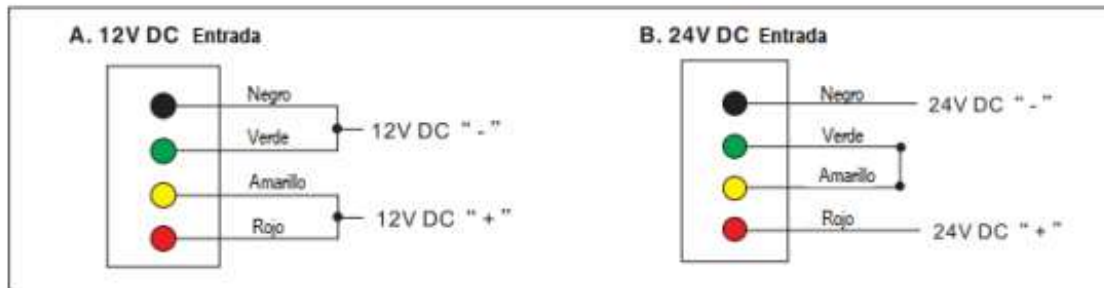 A. 12V DC Entrada
Negro
12V DC " - "
Verde
Amarillo
12V DC " + "
Rojo
B. 24V DC Entrada
Negro
24V DC " - "
Verde
Amarillo
Rojo
24V DC " + "